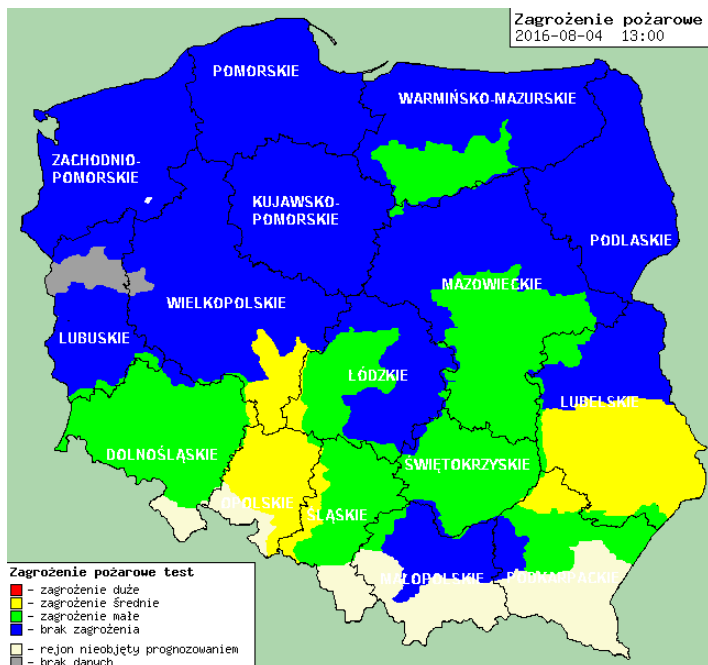 Zagrożenie pożarowe
2016-08-04 13:00
POMORSKIE
WARMIŃSKO-MAZURSKIE
ZACHODNIO-
POMORSKIE
KUJAWSKO-
POMORSKIE
PODLASKIE
MAZOWIECKIE
WIELKOPOLSKIE
LUBUSKIE
ŁÓDZKIE
LUBELSKIE
DOLNOŚLĄSKIE
ŚWIĘTOKRZYSKIE
OPOLSKIE
ŚLĄSKIE
MAŁOPOLSKIE
PODKARPACKIE
Zagrożenie pożarowe test
- zagrożenie duże
- zagrożenie średnie
- zagrożenie małe
- brak zagrożenia
- rejon nieobjęty prognozowaniem
- brak danych